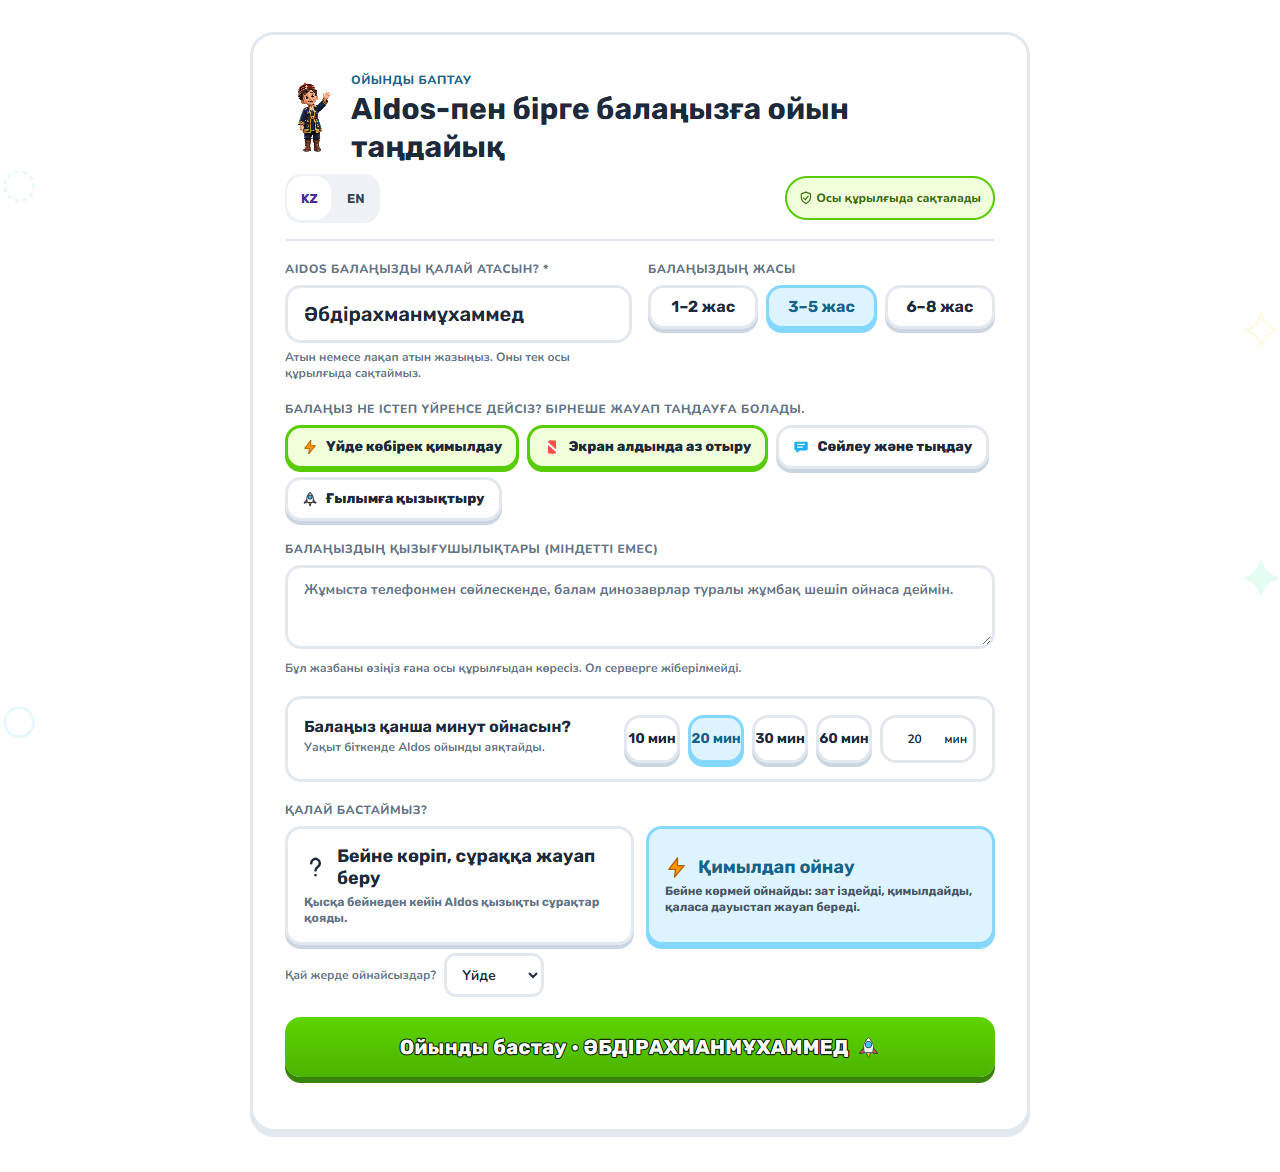 ОЙЫНДЫ БАПТАУ
Aldos-пен бірге балаңызға ойын
таңдайық
KZ EN
Осы құрылғыда сақталады
AIDOS БАЛАҢЫЗДЫ ҚАЛАЙ АТАСЫН? *
БАЛАҢЫЗДЫҢ ЖАСЫ
Әбдірахманмұхаммед
1–2 жас 3–5 жас 6–8 жас
Атын немесе лақап атын жазыңыз. Оны тек осы
құрылғыда сақтаймыз.
БАЛАҢЫЗ НЕ ІСТЕП ҮЙРЕНСЕ ДЕЙСІЗ? БІРНЕШЕ ЖАУАП ТАҢДАУҒА БОЛАДЫ.
Үйде көбірек қимылдау Экран алдында аз отыру Сөйлеу және тыңдау
Ғылымға қызықтыру
БАЛАҢЫЗДЫҢ ҚЫЗЫҒУШЫЛЫҚТАРЫ (МІНДЕТТІ ЕМЕС)
Жұмыста телефонмен сөйлескенде, балам динозаврлар туралы жұмбақ шешіп ойнаса деймін.
Бұл жазбаны өзіңіз ғана осы құрылғыдан көресіз. Ол серверге жіберілмейді.
Балаңыз қанша минут ойнасын?
Уақыт біткенде Aldos ойынды аяқтайды.
10 мин 20 мин 30 мин 60 мин 20 мин
ҚАЛАЙ БАСТАЙМЫЗ?
Бейне көріп, сұраққа жауап
беру
Қысқа бейнеден кейін Aldos қызықты сұрақтар
қояды.
Қимылдап ойнау
Бейне көрмей ойнайды: зат іздейді, қимылдайды,
қаласа дауыстап жауап береді.
Қай жерде ойнайсыздар? Үйде
Ойынды бастау • ӘБДІРАХМАНМҰХАММЕД